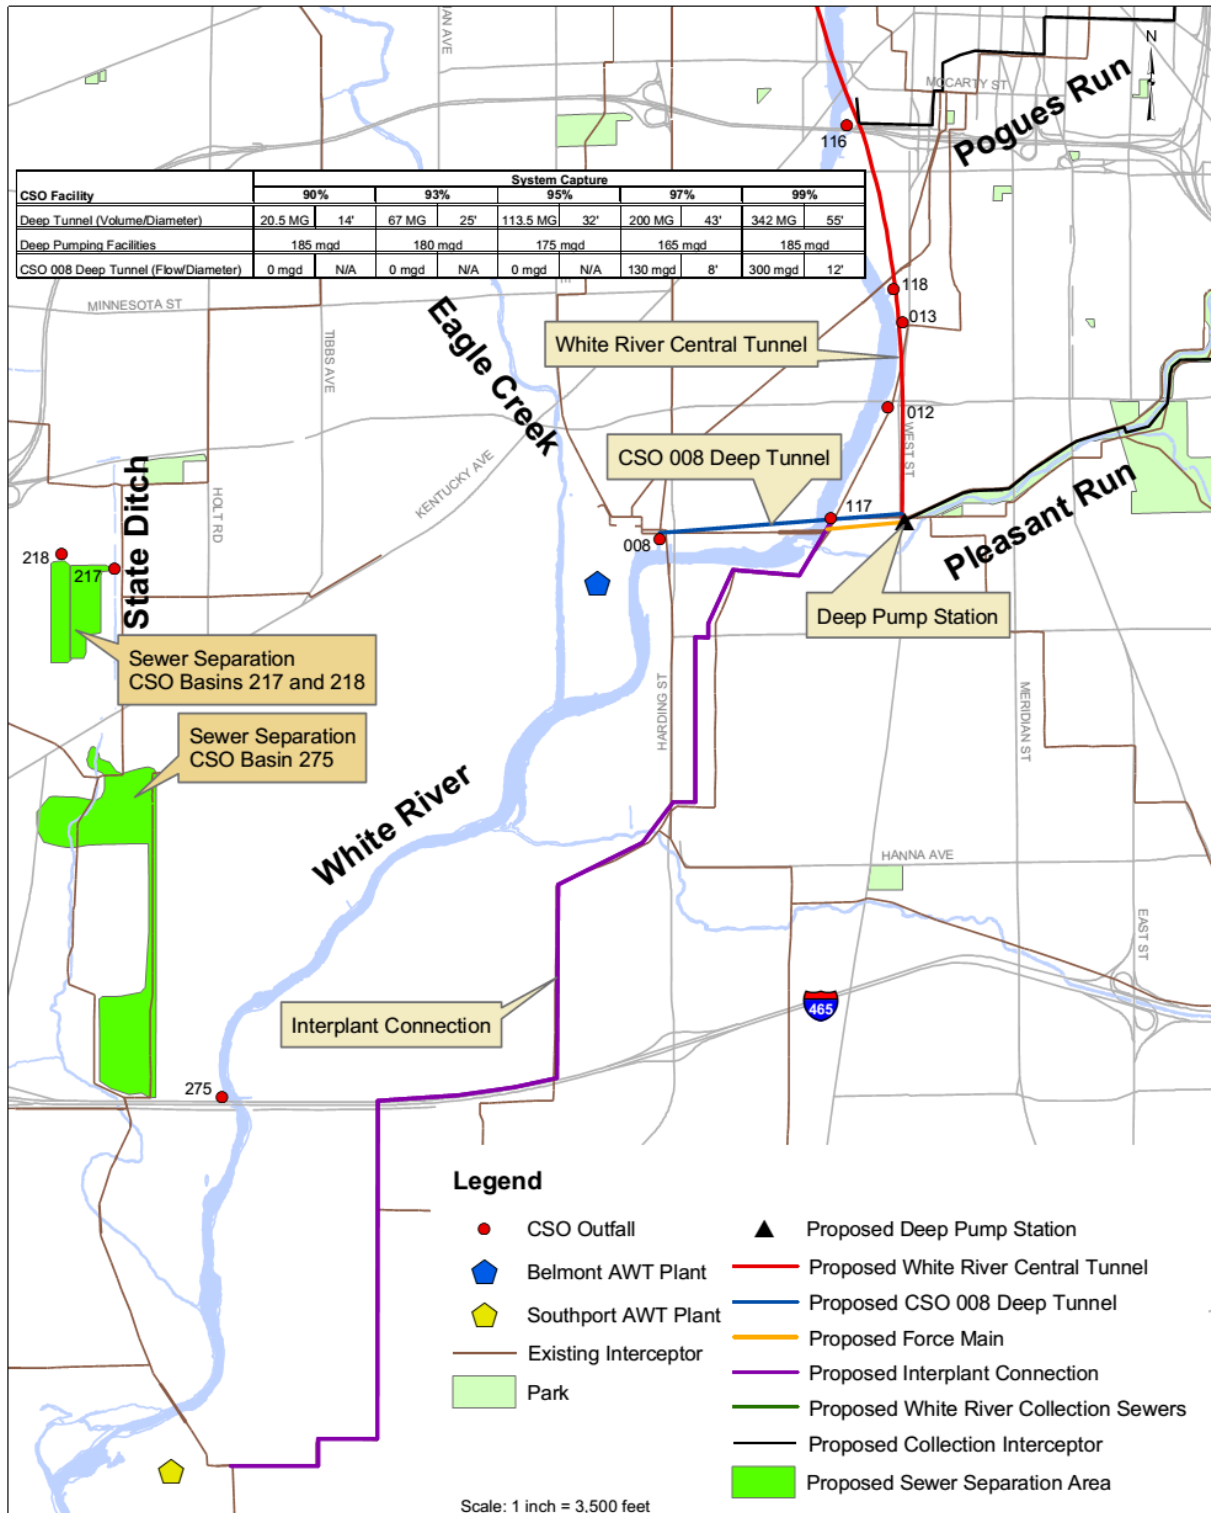 N
MCCARTY ST
Pogues Run
116
System Capture
CSO Facility 90% 93% 95% 97% 99%
Deep Tunnel (Volume/Diameter) 20.5 MG 14' 67 MG 25' 113.5 MG 32' 200 MG 43' 342 MG 55'
Deep Pumping Facilities 185 mgd 180 mgd 175 mgd 165 mgd 185 mgd
CSO 008 Deep Tunnel (Flow/Diameter) 0 mgd N/A 0 mgd N/A 0 mgd N/A 130 mgd 8' 300 mgd 12'
118
MINNESOTA ST
013
Eagle Creek
White River Central Tunnel
TIBBS AVE
012
WEST ST
CSO 008 Deep Tunnel
KENTUCKY AVE
State Ditch
HOLT RD
Pleasant Run
117
008
218
217
Deep Pump Station
Sewer Separation
CSO Basins 217 and 218
HARDING ST
MERIDIAN ST
Sewer Separation
CSO Basin 275
White River
HANNA AVE
EAST ST
465
Interplant Connection
275
Legend
CSO Outfall
Belmont AWT Plant
Southport AWT Plant
Existing Interceptor
Park
Proposed Deep Pump Station
Proposed White River Central Tunnel
Proposed CSO 008 Deep Tunnel
Proposed Force Main
Proposed Interplant Connection
Proposed White River Collection Sewers
Proposed Collection Interceptor
Proposed Sewer Separation Area
Scale: 1 inch = 3,500 feet